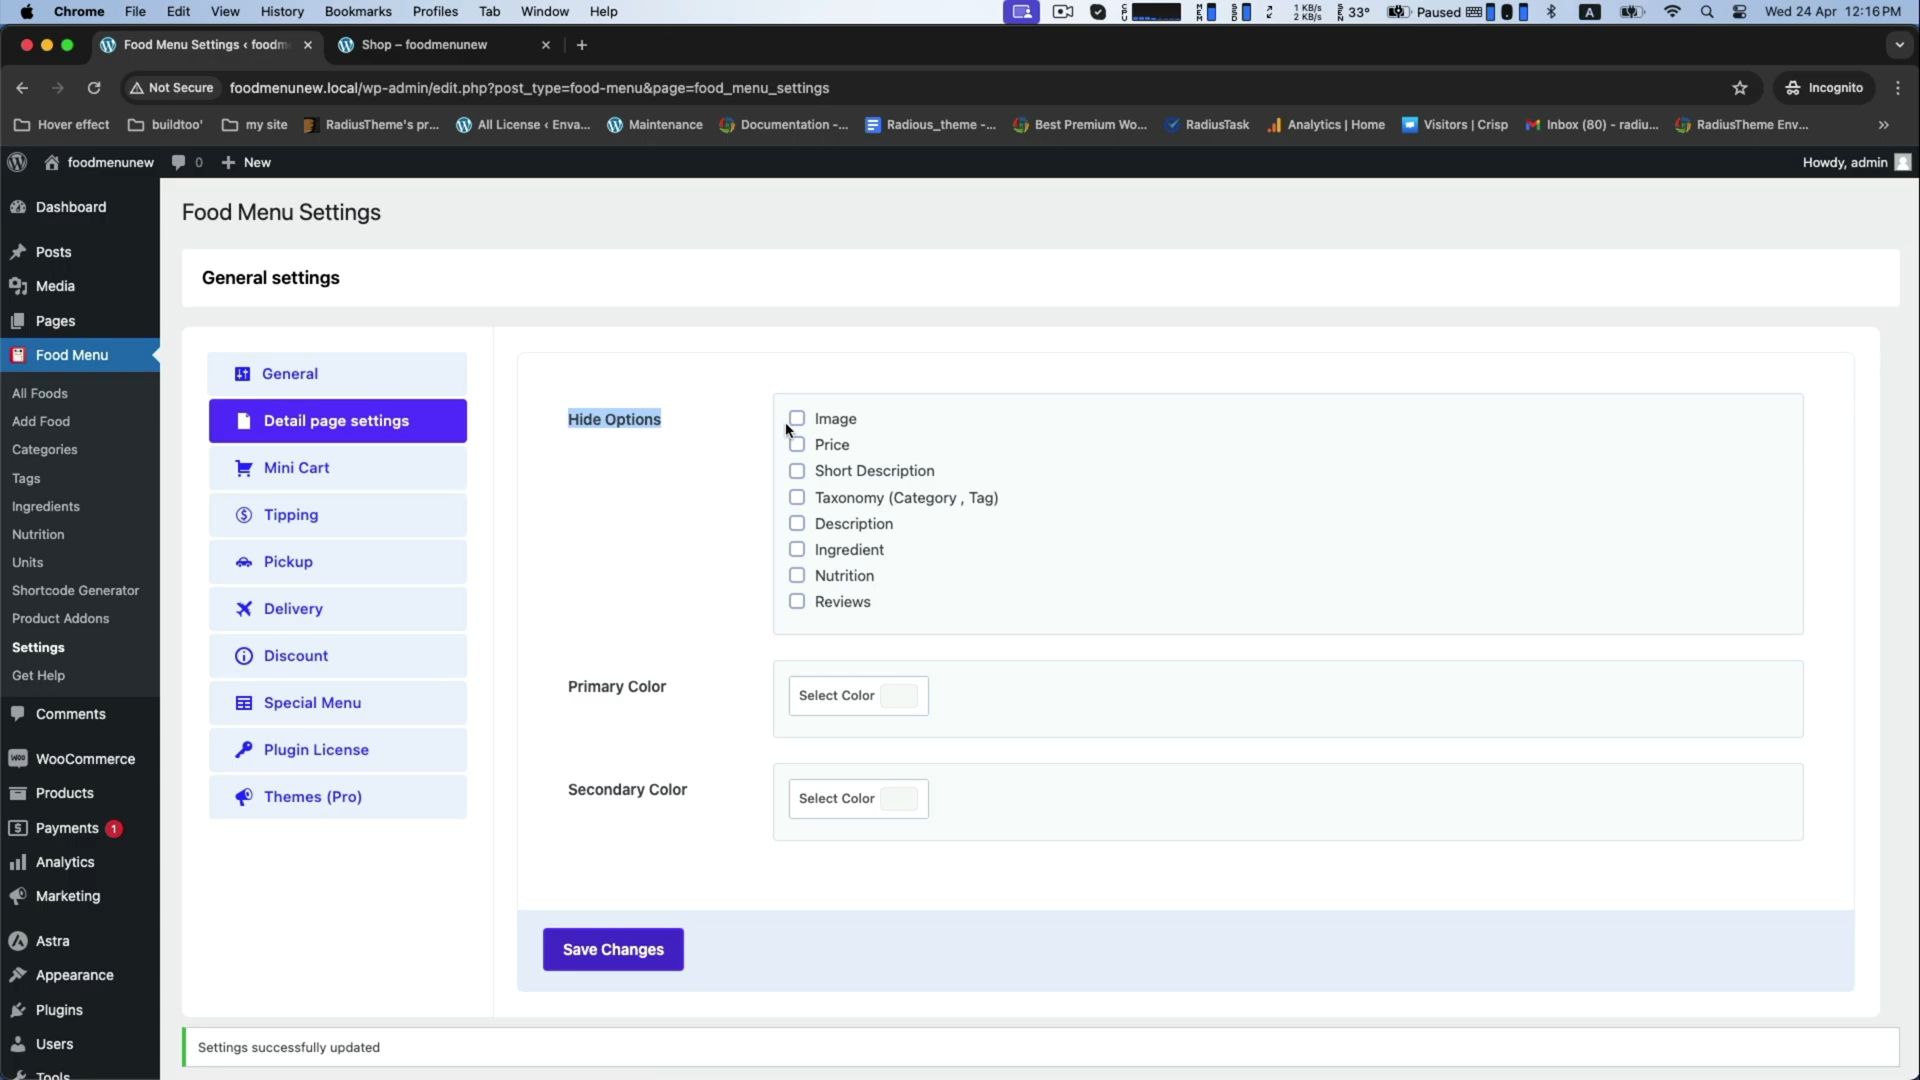 Chrome File Edit View History Bookmarks Profiles Tab Window Help 1 KB/s 2 KB/s 33° Paused A Wed 24 Apr 12:16 PM
Food Menu Settings ‹ foodm Shop – foodmenunew
Not Secure foodmenunew.local/wp-admin/edit.php?post_type=food-menu&page=food_menu_settings Incognito
Hover effect buildtoo' my site RadiusTheme's pr... All License ‹ Enva... Maintenance Documentation -... Radious_theme -... Best Premium Wo... RadiusTask Analytics | Home Visitors | Crisp Inbox (80) - radiu... RadiusTheme Env... »
foodmenunew 0 New Howdy, admin
Dashboard
Posts
Media
Pages
Food Menu
All Foods
Add Food
Categories
Tags
Ingredients
Nutrition
Units
Shortcode Generator
Product Addons
Settings
Get Help
Comments
WooCommerce
Products
Payments 1
Analytics
Marketing
Astra
Appearance
Plugins
Users
Tools
Food Menu Settings
General settings
General
Detail page settings
Mini Cart
Tipping
Pickup
Delivery
Discount
Special Menu
Plugin License
Themes (Pro)
Hide Options
Image
Price
Short Description
Taxonomy (Category , Tag)
Description
Ingredient
Nutrition
Reviews
Primary Color
Select Color
Secondary Color
Select Color
Save Changes
Settings successfully updated